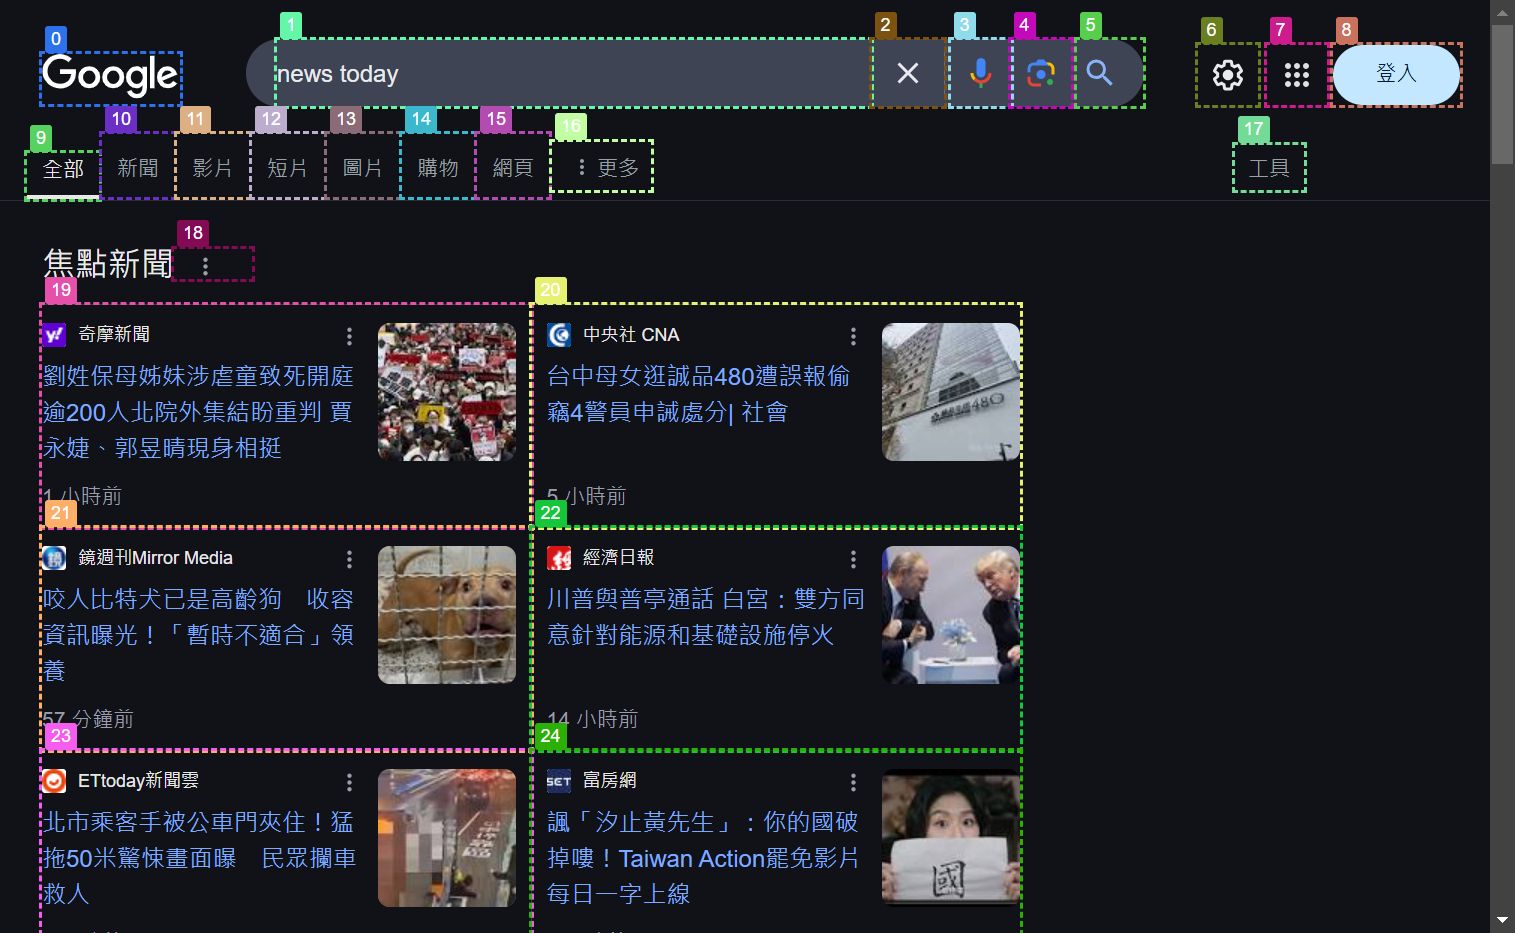 0
1
2
3
4
5
6
7
8
Google
news today
登入
9
10
11
12
13
14
15
16
17
全部
新聞
影片
短片
圖片
購物
網頁
更多
工具
18
焦點新聞
19
20
奇摩新聞
劉姓保母姊妹涉虐童致死開庭
逾200人北院外集結盼重判 賈
永婕、郭昱晴現身相挺
1 小時前
中央社 CNA
台中母女逛誠品480遭誤報偷
竊4警員申誡處分| 社會
5 小時前
21
22
鏡週刊Mirror Media
咬人比特犬已是高齡狗 收容
資訊曝光！「暫時不適合」領
養
57 分鐘前
經濟日報
川普與普亭通話 白宮：雙方同
意針對能源和基礎設施停火
14 小時前
23
24
ETtoday新聞雲
北市乘客手被公車門夾住！猛
拖50米驚悚畫面曝 民眾攔車
救人
SET
富房網
諷「汐止黃先生」：你的國破
掉嘍！Taiwan Action罷免影片
每日一字上線
國